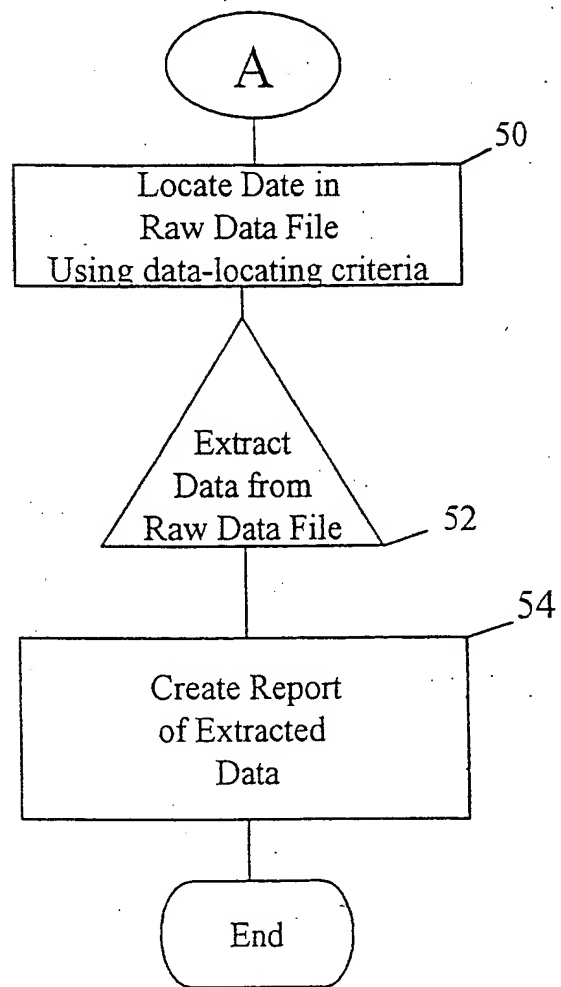 A
50
Locate Date in
Raw Data File
Using data-locating criteria
Extract
Data from
Raw Data File
52
54
Create Report
of Extracted
Data
End